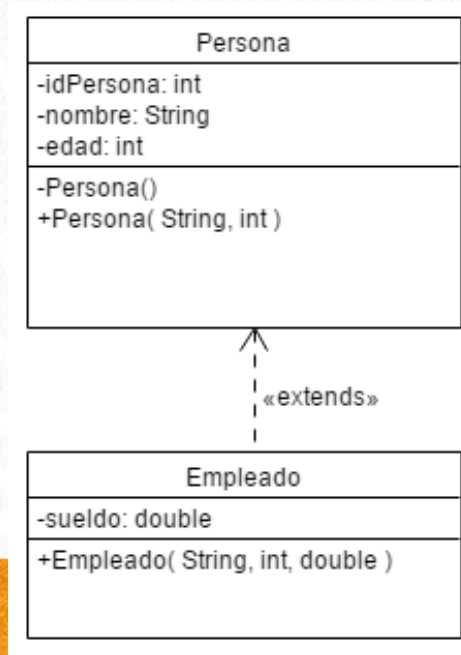 Persona
-idPersona: int
-nombre: String
-edad: int
-Persona()
+Persona( String, int )
«extends»
Empleado
-sueldo: double
+Empleado( String, int, double )